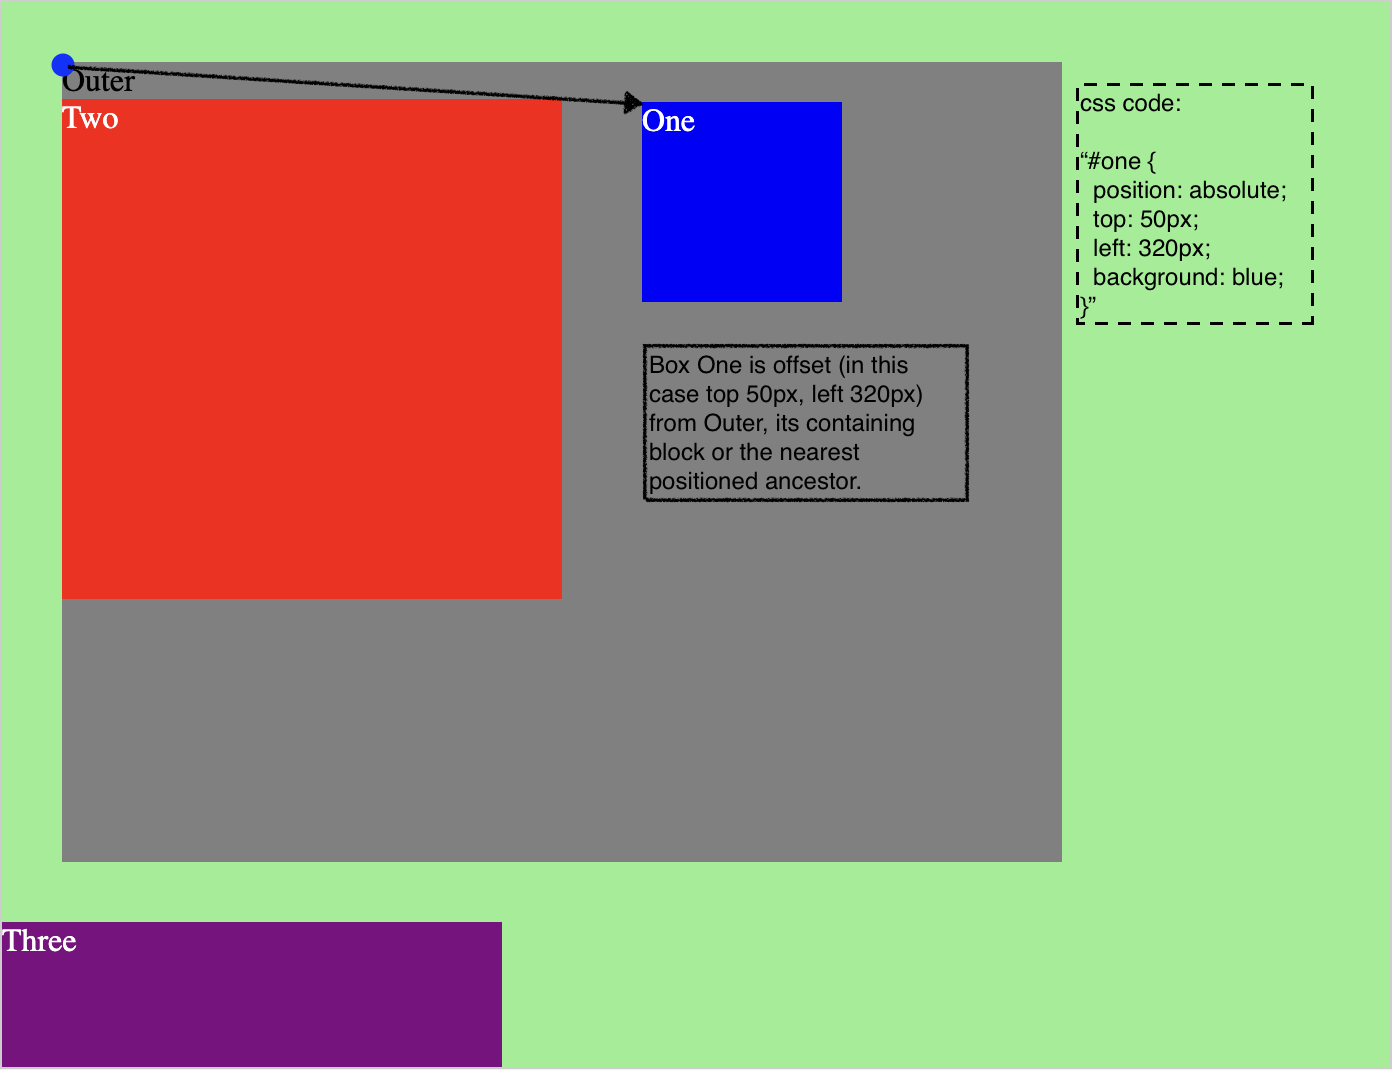 Outer
Two
One
css code:
“#one {
position: absolute;
top: 50px;
left: 320px;
background: blue;
}”
Box One is offset (in this
case top 50px, left 320px)
from Outer, its containing
block or the nearest
positioned ancestor.
Three